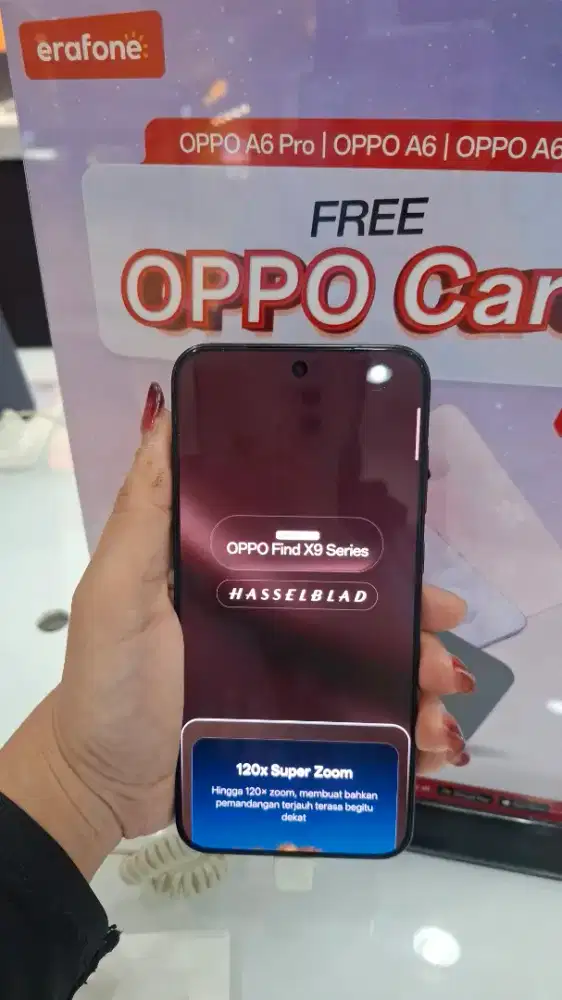 erafone
OPPO A6 Pro | OPPO A6 | OPPO A6
FREE
OPPO Car
OPPO Find X9 Series
HASSELBLAD
120x Super Zoom
Hingga 120× zoom, membuat bahkan
pemandangan terjauh terasa begitu
dekat